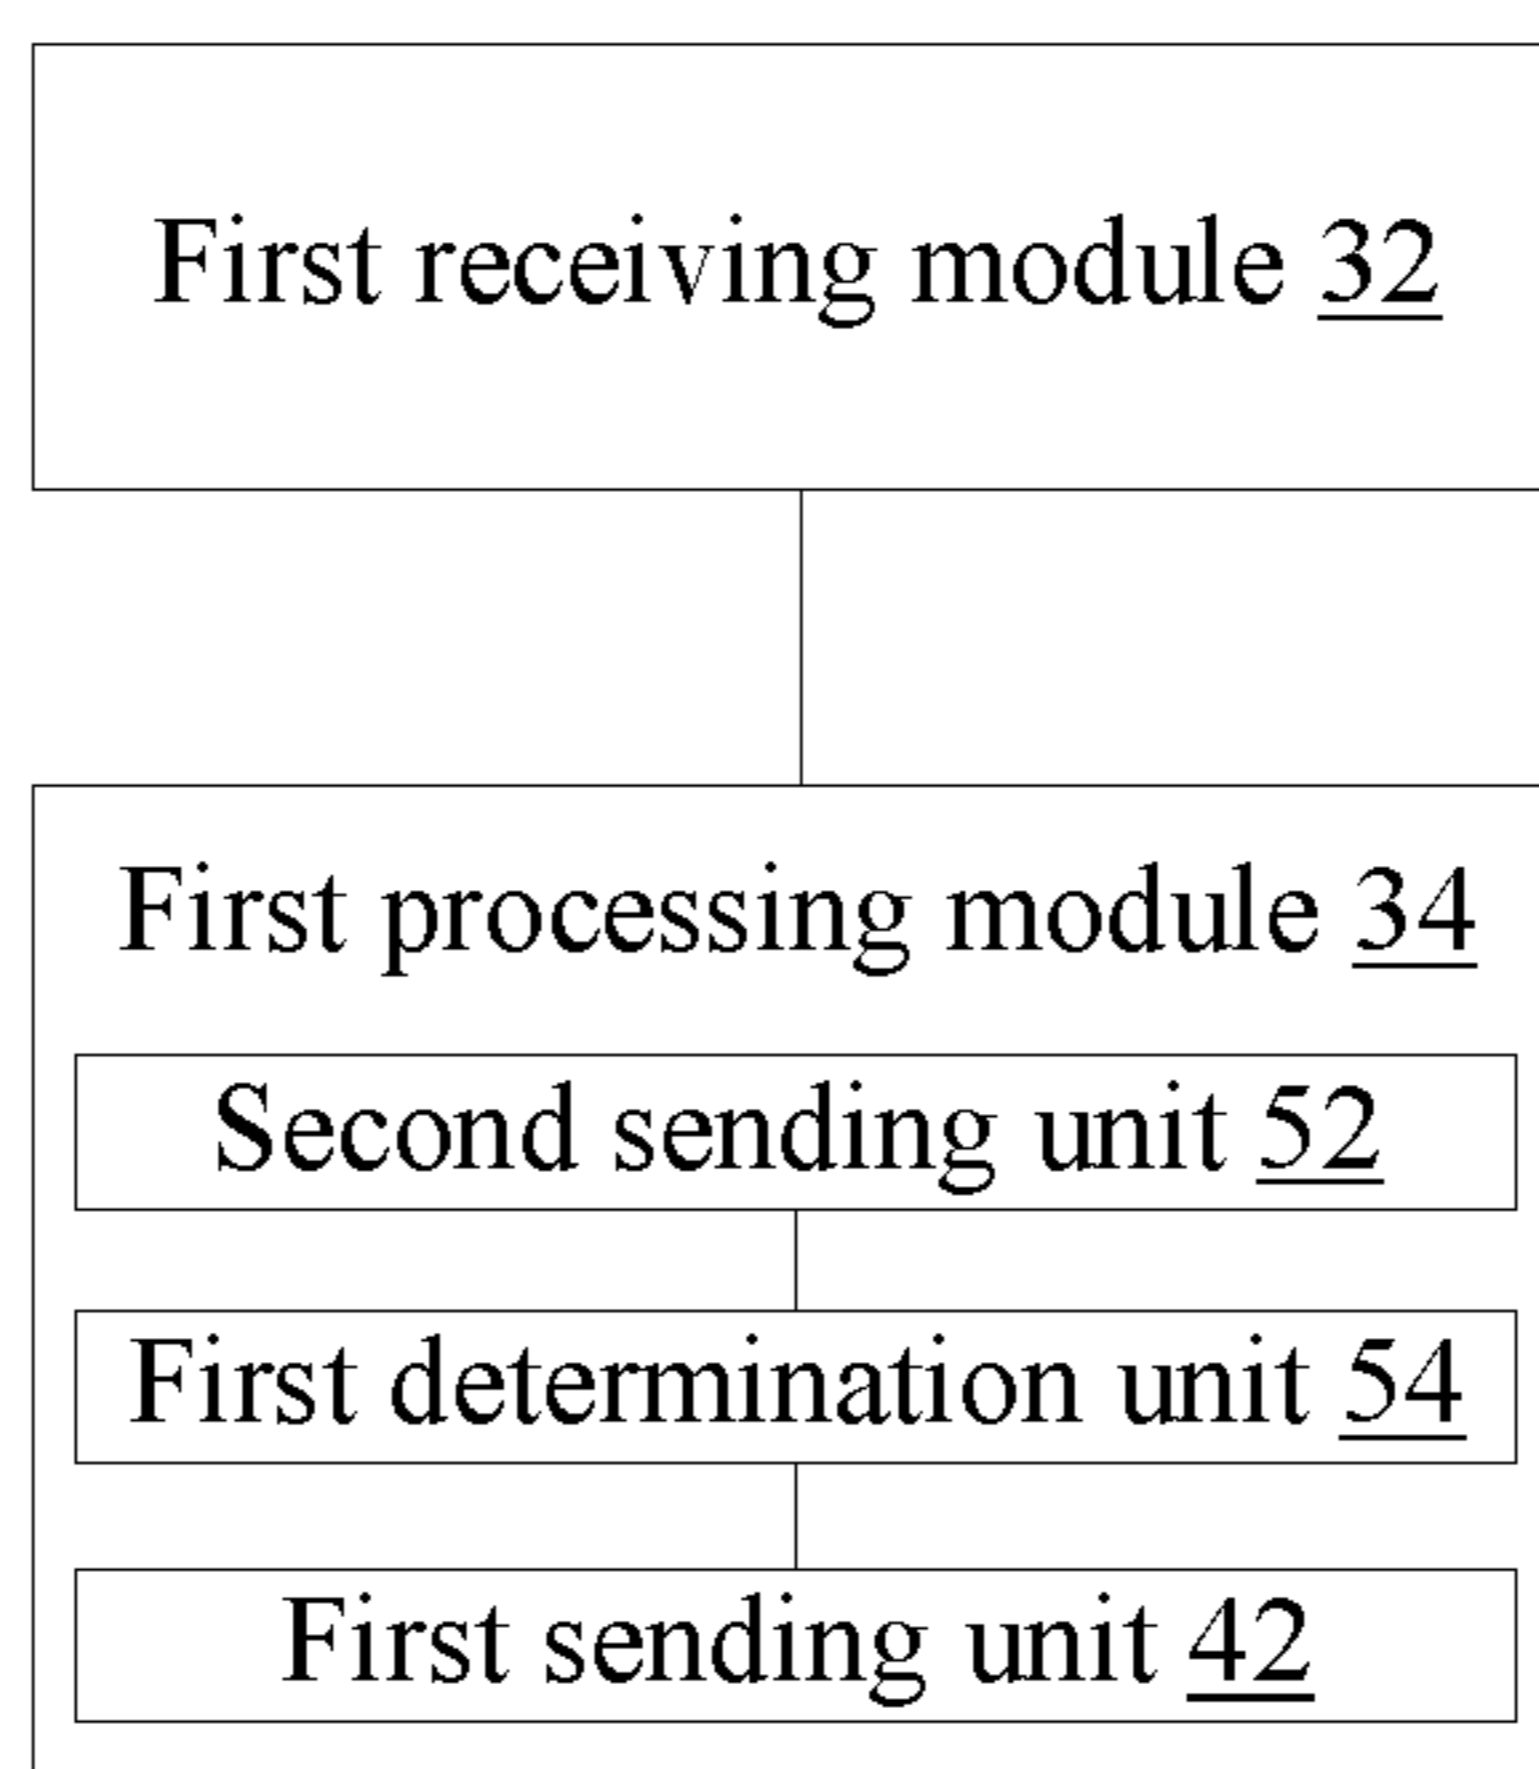 First receiving module 32
First processing module 34
Second sending unit 52
First determination unit 54
First sending unit 42